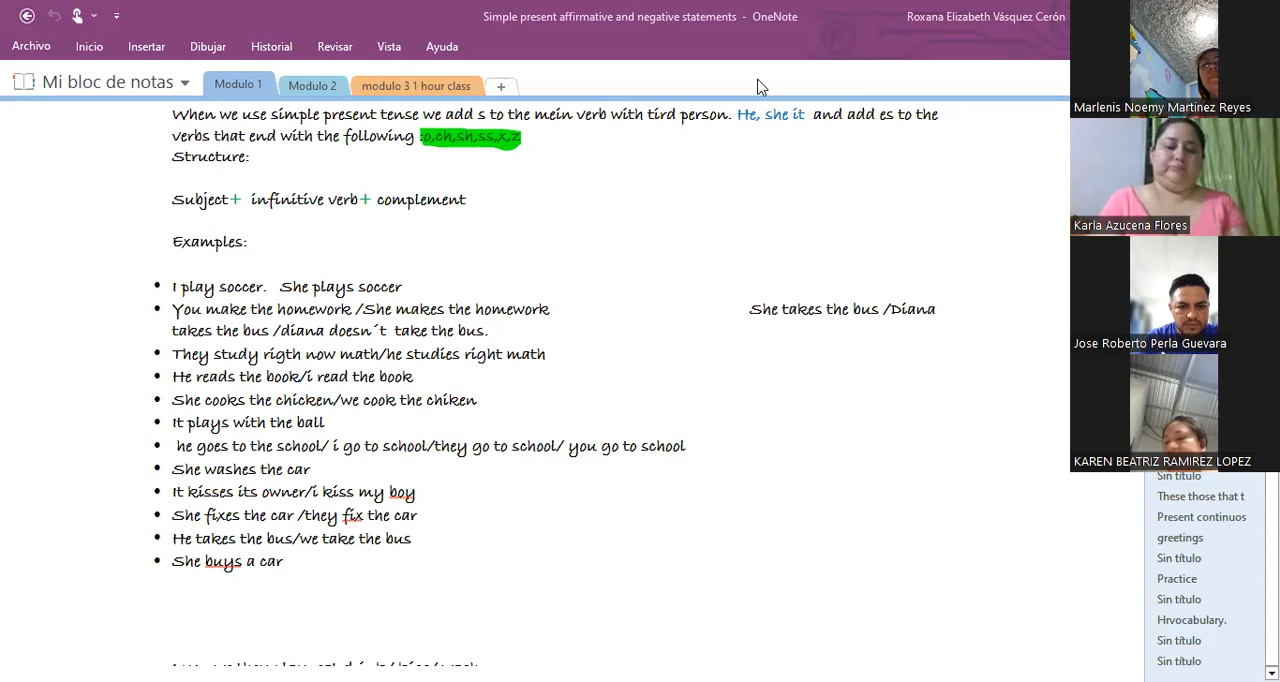 Simple present affirmative and negative statements - OneNote
Roxana Elizabeth Vásquez Cerón
Archivo Inicio Insertar Dibujar Historial Revisar Vista Ayuda
Mi bloc de notas Modulo 1 Modulo 2 modulo 3 1 hour class +
When we use simple present tense we add s to the mein verb with tird person. He, she it and add es to the
verbs that end with the following :o,ch,sh,ss,x,z
Structure:
Subject+ infinitive verb+ complement
Examples:
• I play soccer. She plays soccer
• You make the homework /She makes the homework She takes the bus /Diana
takes the bus /diana doesn´t take the bus.
• They study rigth now math/he studies right math
• He reads the book/i read the book
• She cooks the chicken/we cook the chiken
• It plays with the ball
• he goes to the school/ i go to school/they go to school/ you go to school
• She washes the car
• It kisses its owner/i kiss my boy
• She fixes the car /they fix the car
• He takes the bus/we take the bus
• She buys a car
Marlenis Noemy Martinez Reyes
Karla Azucena Flores
Jose Roberto Perla Guevara
KAREN BEATRIZ RAMIREZ LOPEZ
Sin título
These those that t
Present continuos
greetings
Sin título
Practice
Sin título
Hrvocabulary.
Sin título
Sin título